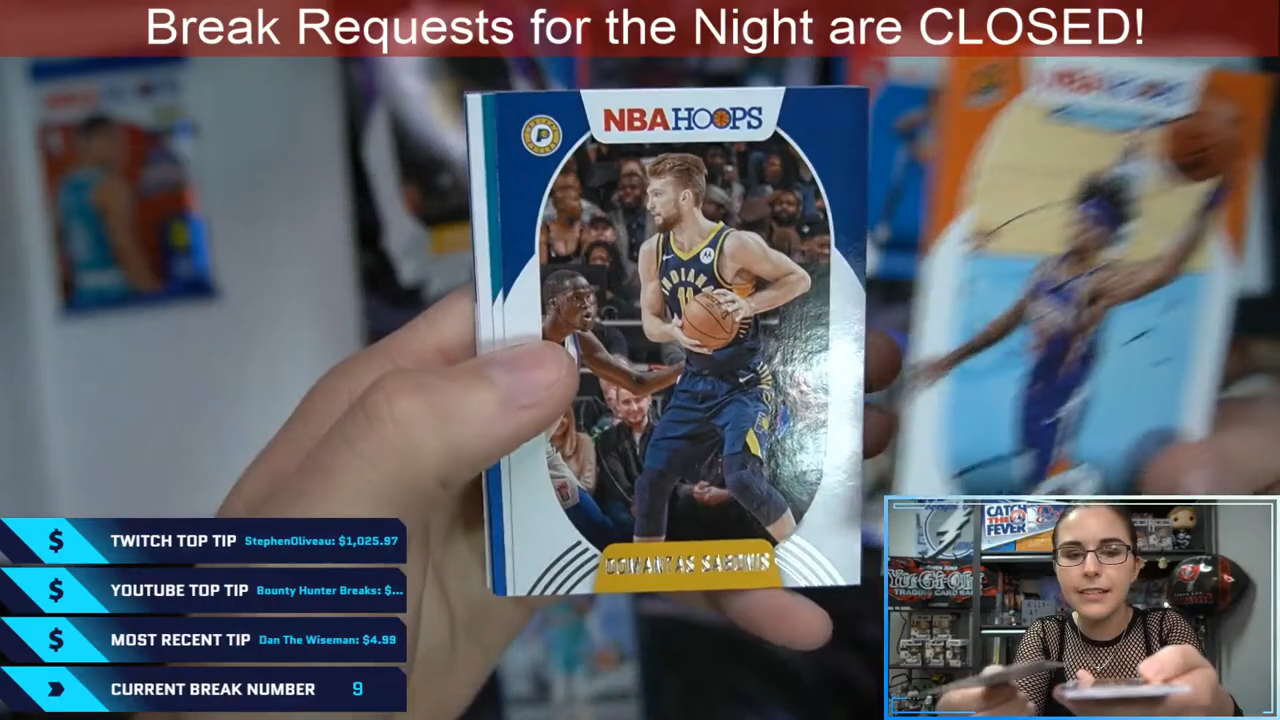 Break Requests for the Night are CLOSED!
NBA HOOPS
INDIANA
11
DOMANTAS SABONIS
TWITCH TOP TIP StephenOliveau: $1,025.97
YOUTUBE TOP TIP Bounty Hunter Breaks: $...
MOST RECENT TIP Dan The Wiseman: $4.99
CURRENT BREAK NUMBER 9
CATCH
THE
FEVER
Yu-Gi-Oh!
TRADING CARD